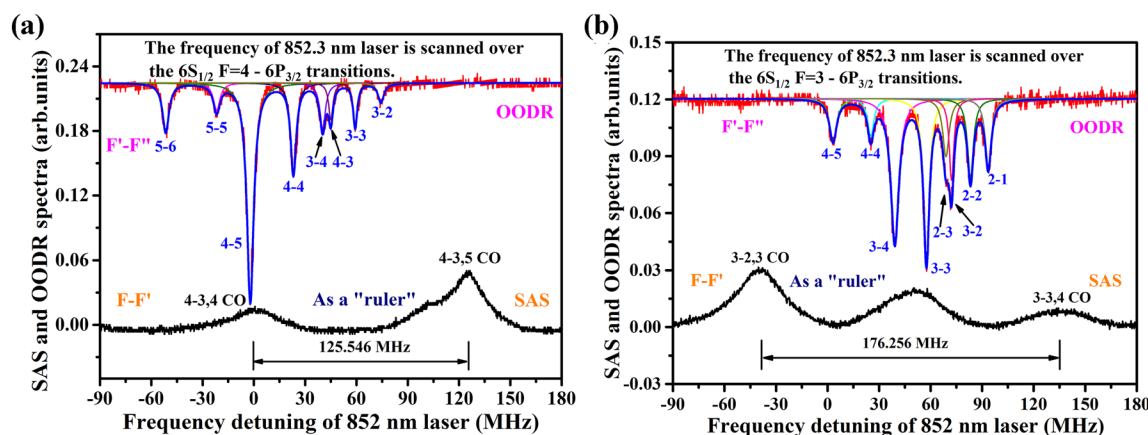 (a)
The frequency of 852.3 nm laser is scanned over
the 6S1/2 F=4 - 6P3/2 transitions.
SAS and OODR spectra (arb.units)
0.24
0.18
0.12
0.06
0.00
F'-F"
OODR
5-6
5-5
4-5
4-4
3-4
4-3
3-3
3-2
F-F'
4-3,4 CO
As a "ruler"
4-3,5 CO
SAS
125.546 MHz
-90 -60 -30 0 30 60 90 120 150 180
Frequency detuning of 852 nm laser (MHz)
(b)
The frequency of 852.3 nm laser is scanned over
the 6S1/2 F=3 - 6P3/2 transitions.
SAS and OODR spectra (arb.units)
0.15
0.12
0.09
0.06
0.03
0.00
-0.03
F'-F"
OODR
4-5
4-4
3-4
3-3
2-3
3-2
2-2
2-1
F-F'
3-2,3 CO
As a "ruler"
3-3,4 CO
SAS
176.256 MHz
-90 -60 -30 0 30 60 90 120 150 180
Frequency detuning of 852 nm laser (MHz)